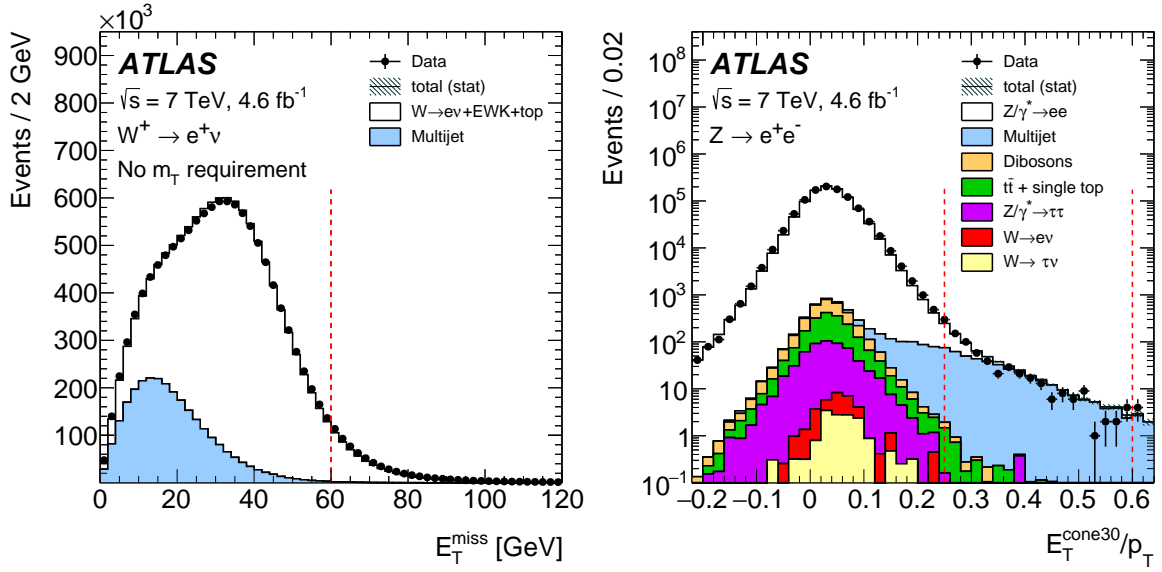 ×10³
Events / 2 GeV
900
800
700
600
500
400
300
200
100
0 20 40 60 80 100 120
E_T^miss [GeV]
ATLAS
√s = 7 TeV, 4.6 fb⁻¹
W⁺ → e⁺ν
No m_T requirement
Data
total (stat)
W→eν+EWK+top
Multijet
Events / 0.02
10⁸
10⁷
10⁶
10⁵
10⁴
10³
10²
10
1
10⁻¹
−0.2 −0.1 0 0.1 0.2 0.3 0.4 0.5 0.6
E_T^cone30/p_T
ATLAS
√s = 7 TeV, 4.6 fb⁻¹
Z → e⁺e⁻
Data
total (stat)
Z/γ*→ee
Multijet
Dibosons
tt̄ + single top
Z/γ*→ττ
W→eν
W→ τν